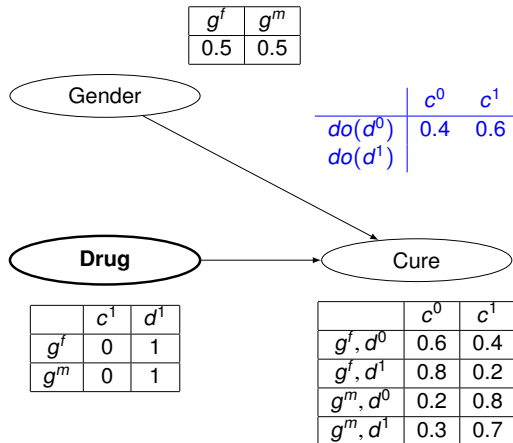 g^f g^m
0.5 0.5
Gender
c^0 c^1
do(d^0) 0.4 0.6
do(d^1)
Drug
Cure
c^1 d^1
g^f 0 1
g^m 0 1
c^0 c^1
g^f, d^0 0.6 0.4
g^f, d^1 0.8 0.2
g^m, d^0 0.2 0.8
g^m, d^1 0.3 0.7